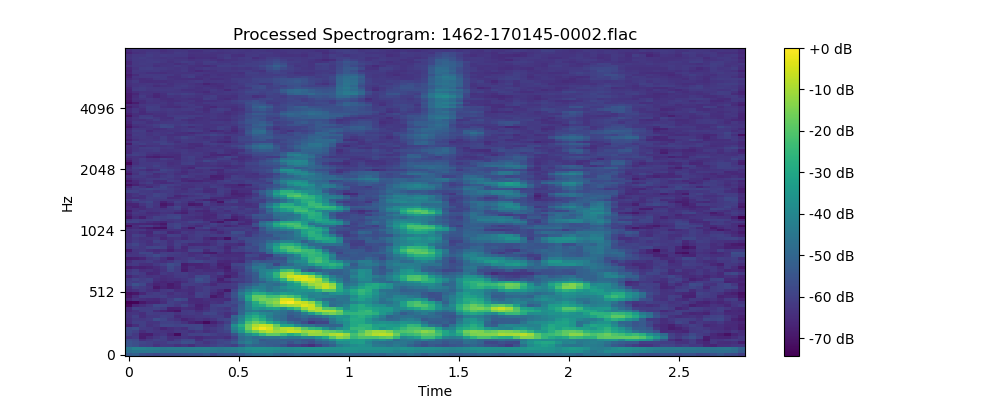 Processed Spectrogram: 1462-170145-0002.flac
Hz
4096
2048
1024
512
0
0 0.5 1 1.5 2 2.5
Time
+0 dB
-10 dB
-20 dB
-30 dB
-40 dB
-50 dB
-60 dB
-70 dB